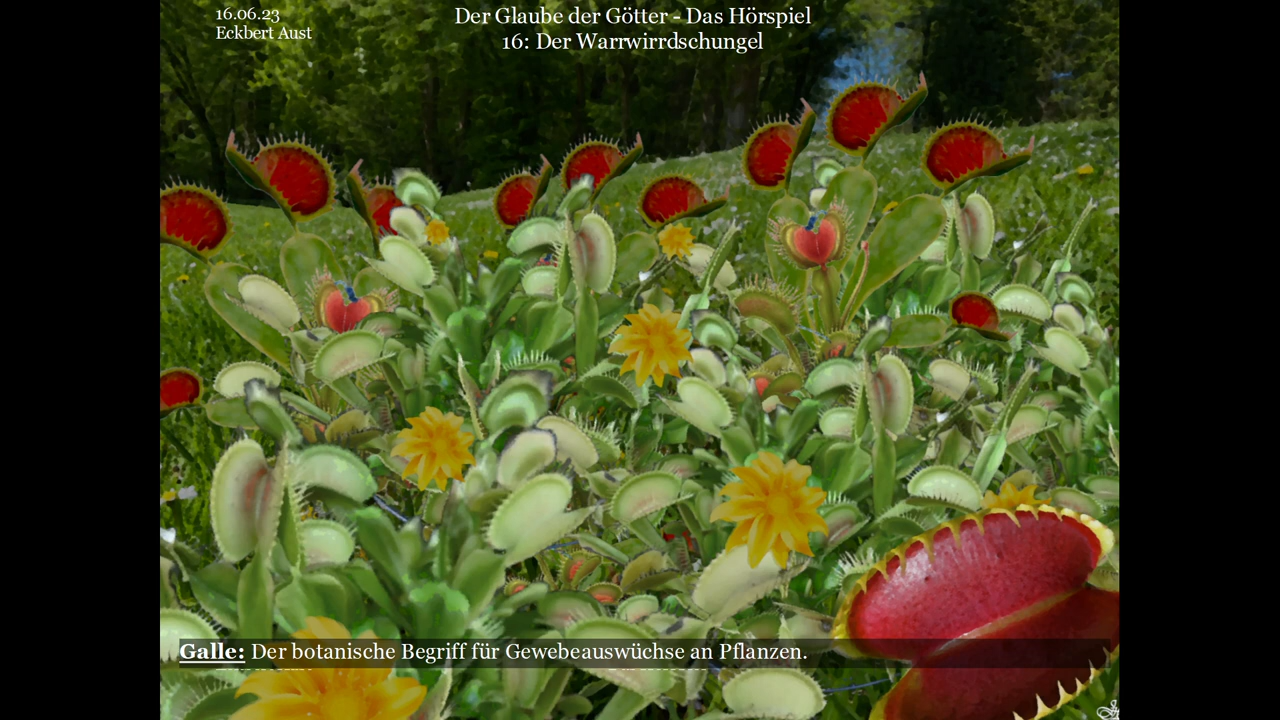 16.06.23
Eckbert Aust
Der Glaube der Götter - Das Hörspiel
16: Der Warrwirrdschungel
Galle: Der botanische Begriff für Gewebeauswüchse an Pflanzen.